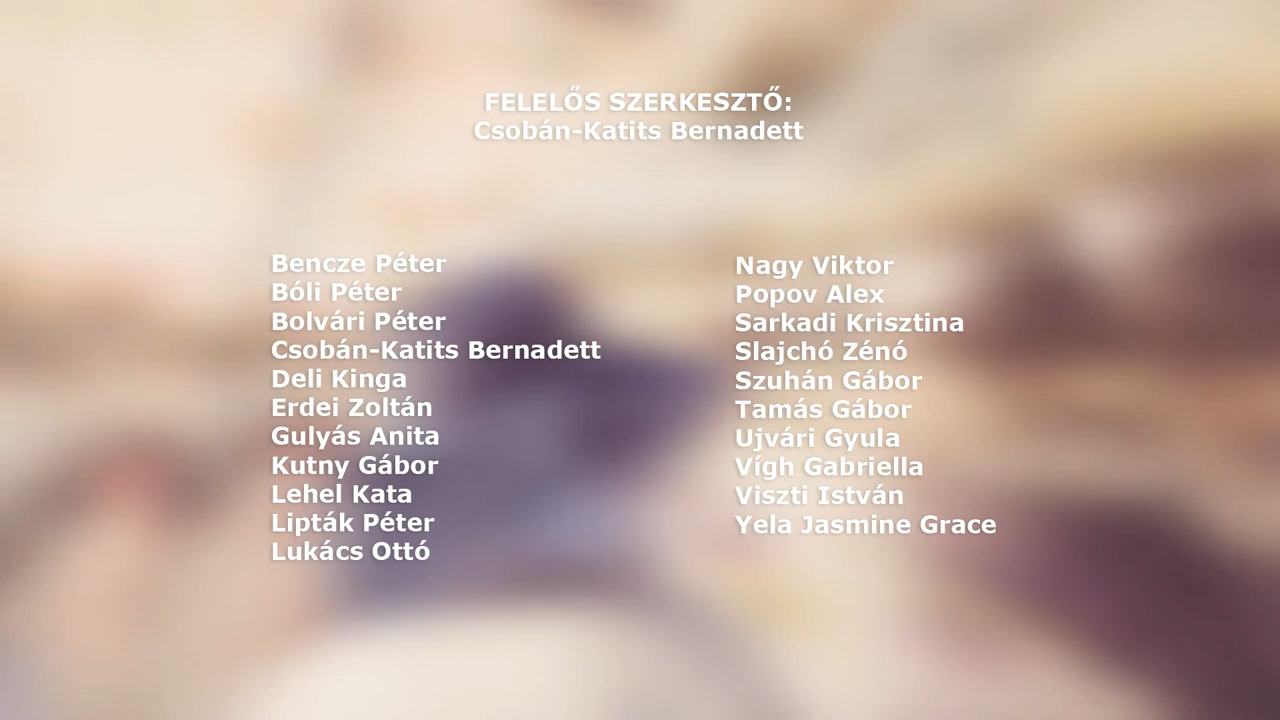 FELELŐS SZERKESZTŐ:
Csobán-Katits Bernadett
Bencze Péter
Bóli Péter
Bolvári Péter
Csobán-Katits Bernadett
Deli Kinga
Erdei Zoltán
Gulyás Anita
Kutny Gábor
Lehel Kata
Lipták Péter
Lukács Ottó
Nagy Viktor
Popov Alex
Sarkadi Krisztina
Slajchó Zénó
Szuhán Gábor
Tamás Gábor
Ujvári Gyula
Vígh Gabriella
Viszti István
Yela Jasmine Grace